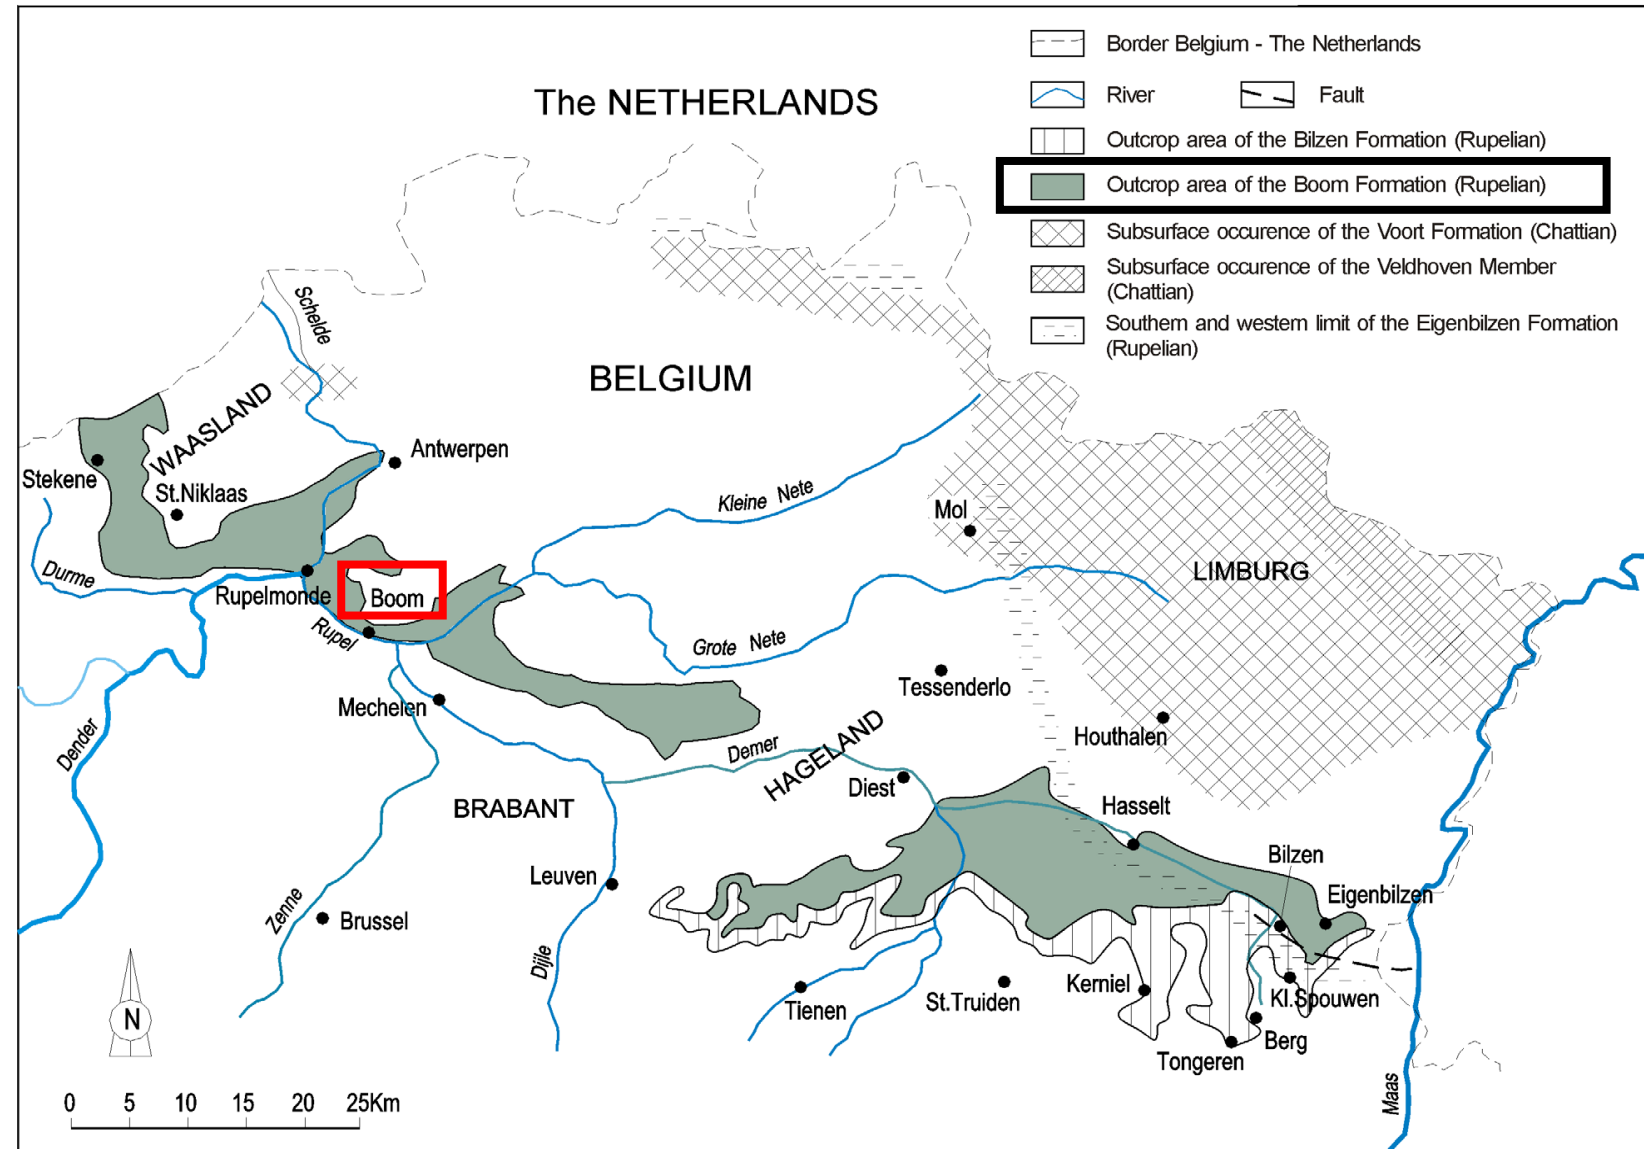 Border Belgium - The Netherlands
River
Fault
Outcrop area of the Bilzen Formation (Rupelian)
Outcrop area of the Boom Formation (Rupelian)
Subsurface occurence of the Voort Formation (Chattian)
Subsurface occurence of the Veldhoven Member
(Chattian)
Southern and western limit of the Eigenbilzen Formation
(Rupelian)
The NETHERLANDS
Schelde
BELGIUM
WAASLAND
Antwerpen
Stekene
St.Niklaas
Kleine Nete
Mol
Durme
Rupelmonde
Boom
LIMBURG
Rupel
Grote Nete
Tessenderlo
Mechelen
Dender
Demer
HAGELAND
Houthalen
Diest
BRABANT
Hasselt
Bilzen
Leuven
Eigenbilzen
Zenne
Brussel
Dijle
Kerniel
St.Truiden
Kl.Spouwen
Tienen
N
Berg
Tongeren
Maas
0 5 10 15 20 25Km